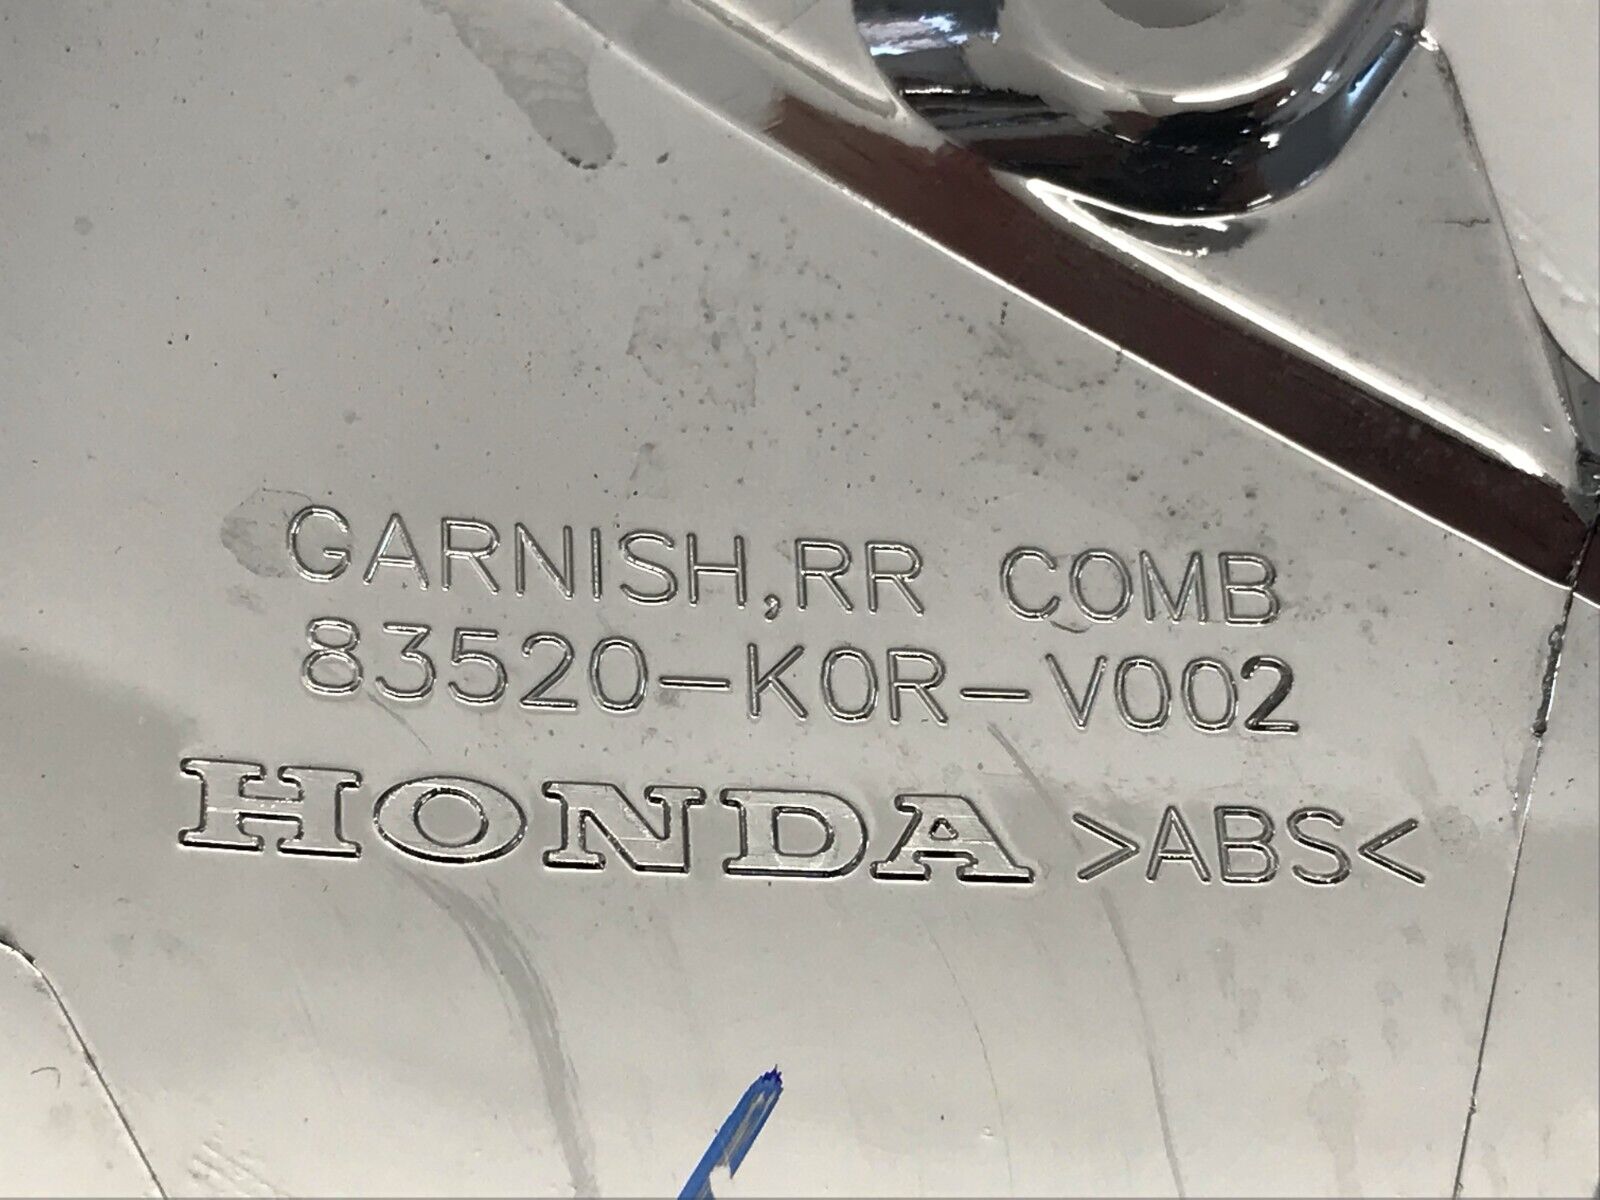 GARNISH,RR COMB
83520-K0R-V002
HONDA >ABS<